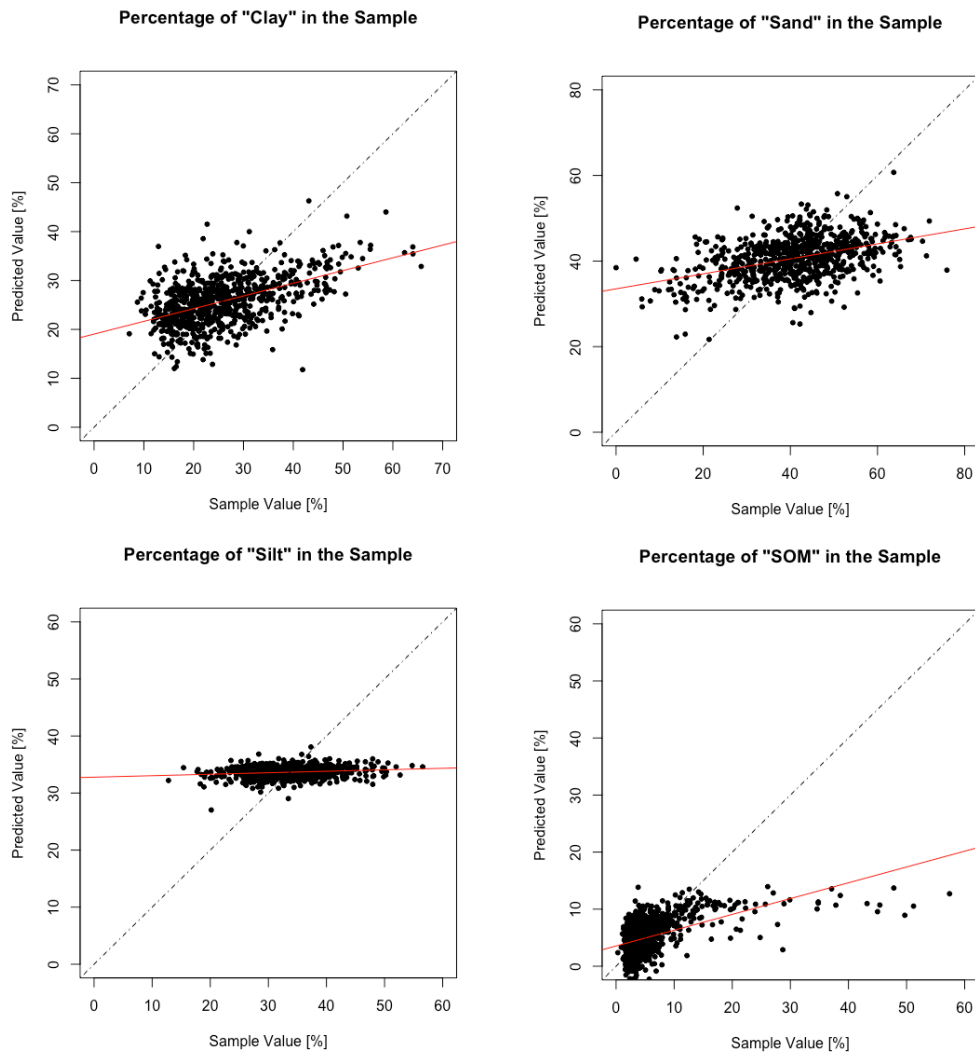 Percentage of "Clay" in the Sample
Predicted Value [%]
70
60
50
40
30
20
10
0
0 10 20 30 40 50 60 70
Sample Value [%]
Percentage of "Sand" in the Sample
Predicted Value [%]
80
60
40
20
0
0 20 40 60 80
Sample Value [%]
Percentage of "Silt" in the Sample
Predicted Value [%]
60
50
40
30
20
10
0
0 10 20 30 40 50 60
Sample Value [%]
Percentage of "SOM" in the Sample
Predicted Value [%]
60
50
40
30
20
10
0
0 10 20 30 40 50 60
Sample Value [%]